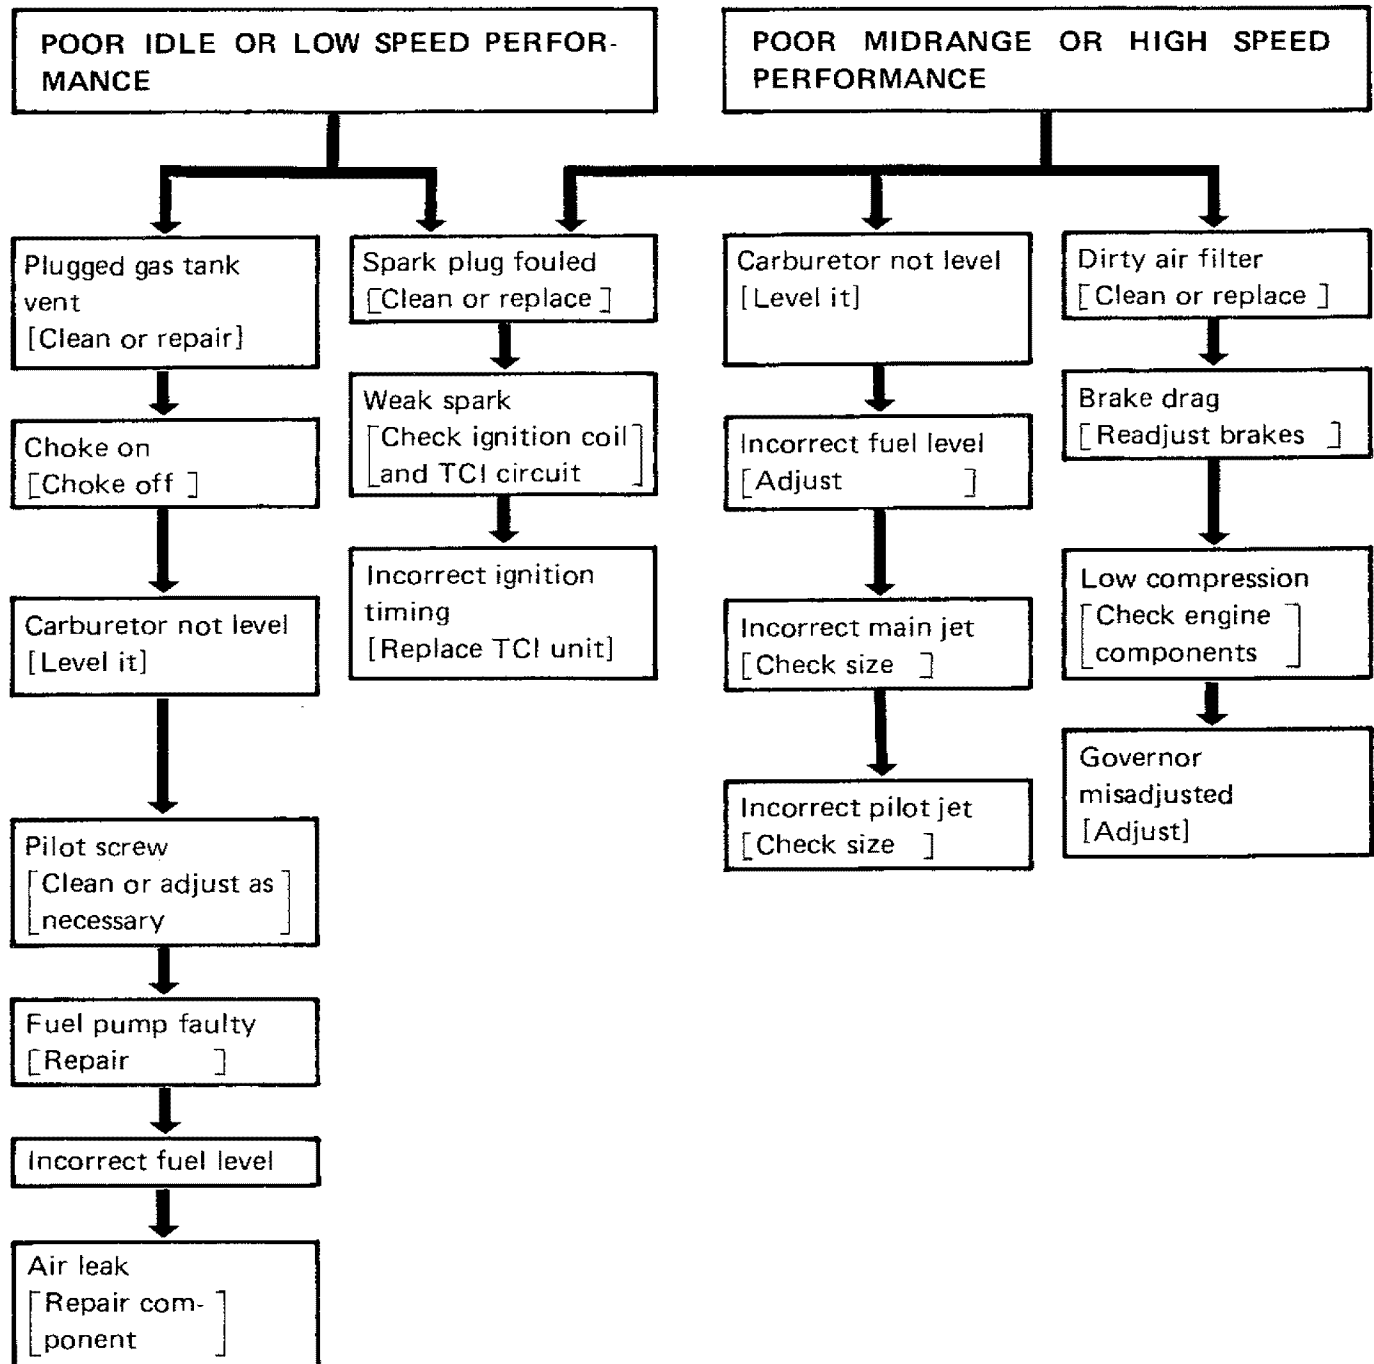 POOR IDLE OR LOW SPEED PERFOR-
MANCE
POOR MIDRANGE OR HIGH SPEED
PERFORMANCE
Plugged gas tank
vent
[Clean or repair]
Choke on
[Choke off ]
Carburetor not level
[Level it]
Pilot screw
[Clean or adjust as
necessary ]
Fuel pump faulty
[Repair ]
Incorrect fuel level
Air leak
[Repair com-
ponent ]
Spark plug fouled
[Clean or replace ]
Weak spark
[Check ignition coil
and TCI circuit ]
Incorrect ignition
timing
[Replace TCI unit]
Carburetor not level
[Level it]
Incorrect fuel level
[Adjust ]
Incorrect main jet
[Check size ]
Incorrect pilot jet
[Check size ]
Dirty air filter
[Clean or replace ]
Brake drag
[Readjust brakes ]
Low compression
[Check engine
components ]
Governor
misadjusted
[Adjust]